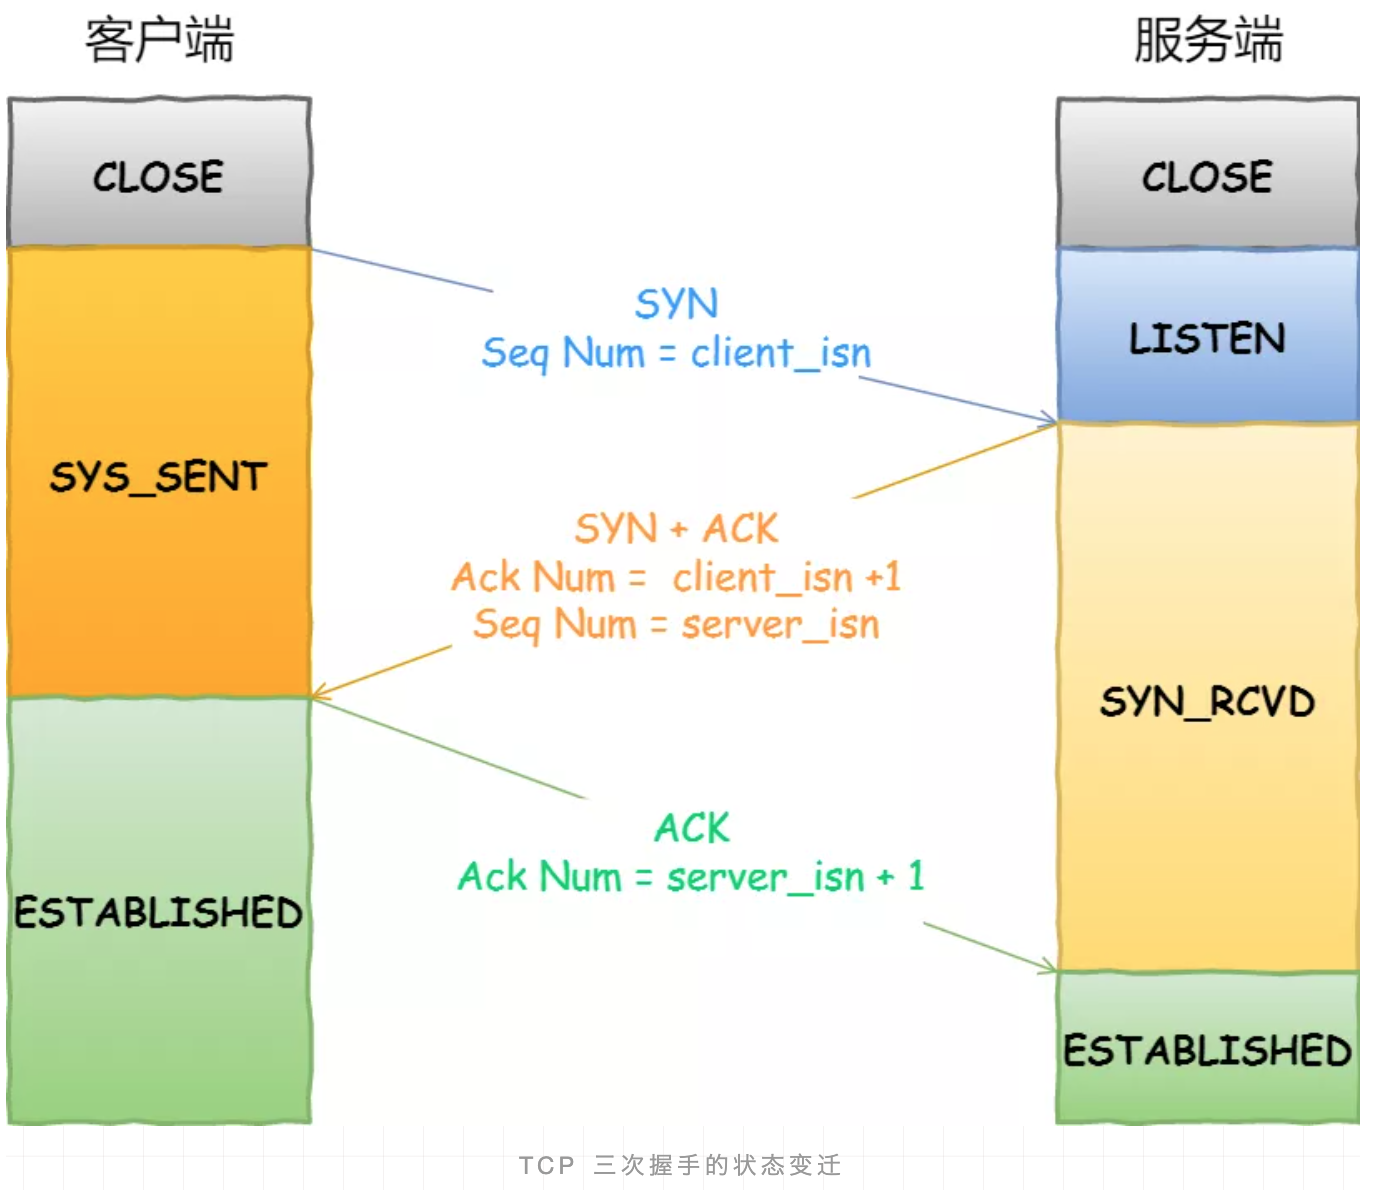 客户端
服务端
CLOSE
CLOSE
SYN
Seq Num = client_isn
LISTEN
SYS_SENT
SYN + ACK
Ack Num = client_isn +1
Seq Num = server_isn
SYN_RCVD
ACK
Ack Num = server_isn + 1
ESTABLISHED
ESTABLISHED
TCP 三次握手的状态变迁